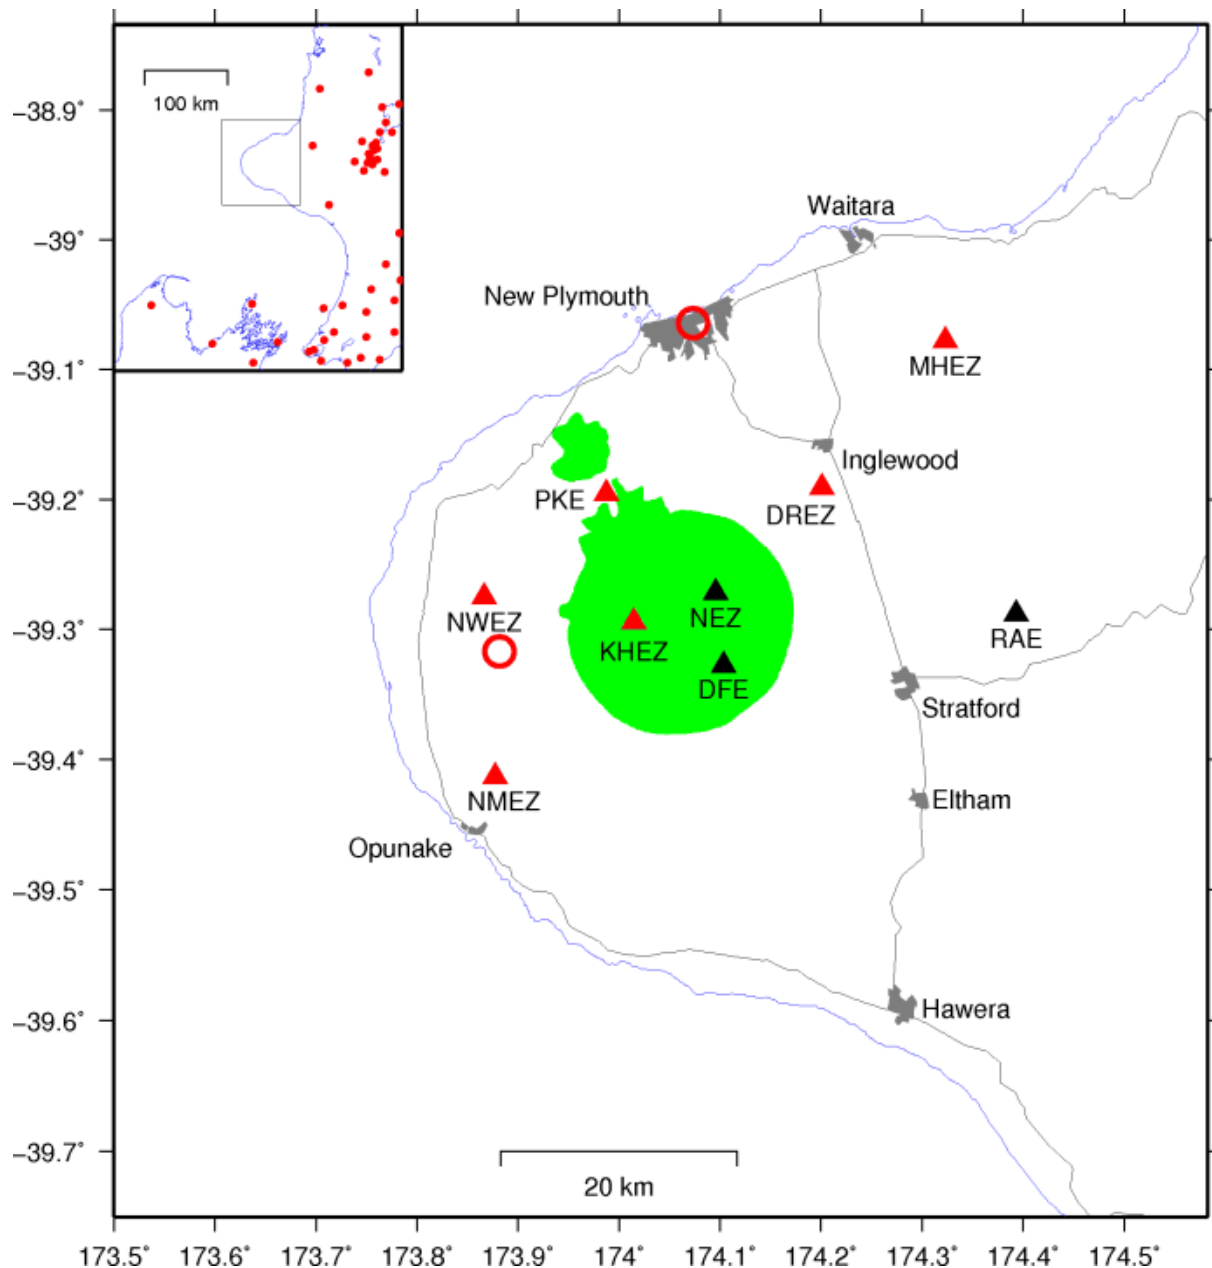 100 km
−38.9˚
−39˚
−39.1˚
−39.2˚
−39.3˚
−39.4˚
−39.5˚
−39.6˚
−39.7˚
Waitara
New Plymouth
MHEZ
Inglewood
PKE
DREZ
NWEZ
NEZ
KHEZ
RAE
DFE
Stratford
NMEZ
Eltham
Opunake
Hawera
20 km
173.5˚ 173.6˚ 173.7˚ 173.8˚ 173.9˚ 174˚ 174.1˚ 174.2˚ 174.3˚ 174.4˚ 174.5˚